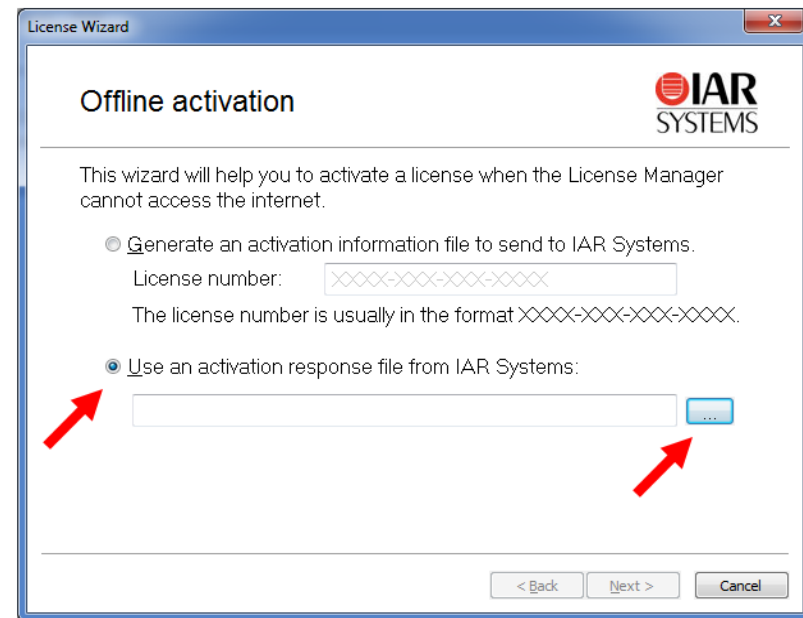 License Wizard
x
Offline activation
IAR
SYSTEMS
This wizard will help you to activate a license when the License Manager
cannot access the internet.
Generate an activation information file to send to IAR Systems.
License number: XXXX-XXX-XXX-XXXX
The license number is usually in the format XXXX-XXX-XXX-XXXX.
Use an activation response file from IAR Systems:
...
< Back Next > Cancel